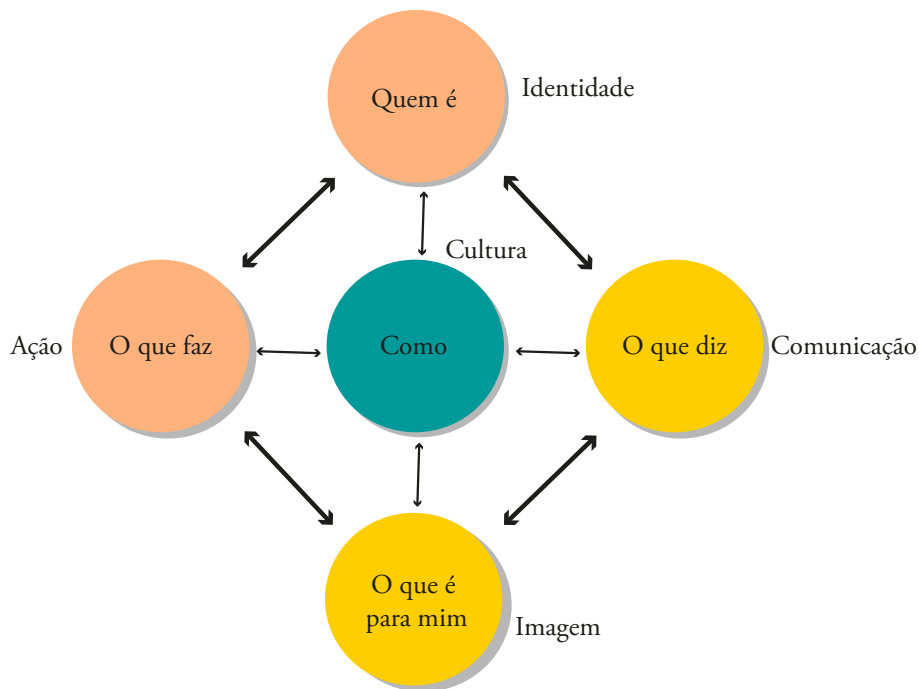 Quem é
Identidade
Cultura
Ação
O que faz
Como
O que diz
Comunicação
O que é
para mim
Imagem